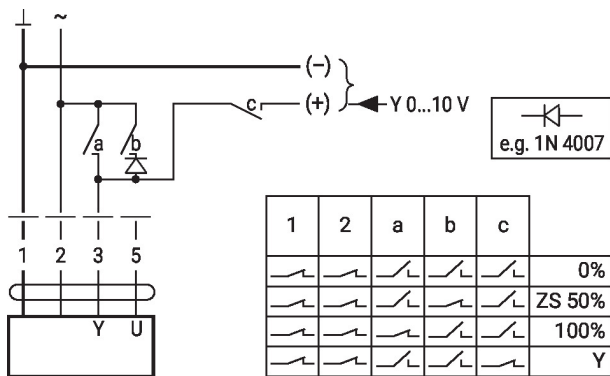 ⊥ ~
(–)
c (+) Y 0...10 V
a b
e.g. 1N 4007
1 2 3 5
Y U
1 2 a b c
0%
ZS 50%
100%
Y